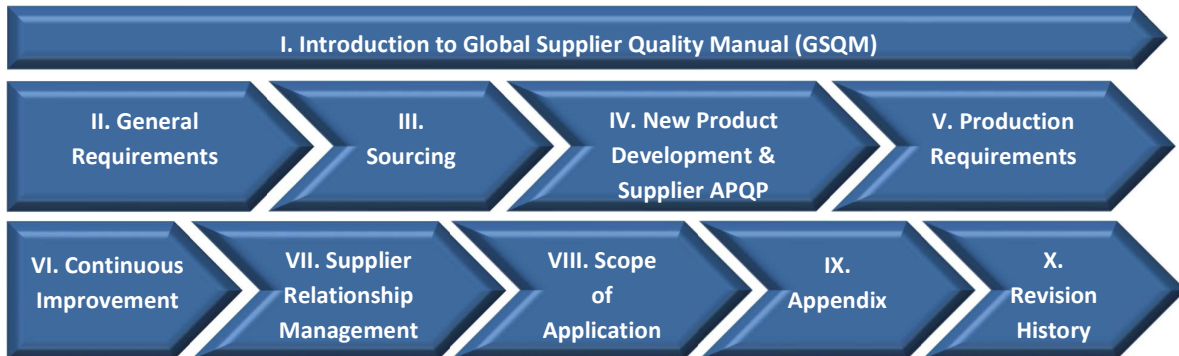 I. Introduction to Global Supplier Quality Manual (GSQM)
II. General
Requirements
III.
Sourcing
IV. New Product
Development &
Supplier APQP
V. Production
Requirements
VI. Continuous
Improvement
VII. Supplier
Relationship
Management
VIII. Scope
of
Application
IX.
Appendix
X.
Revision
History